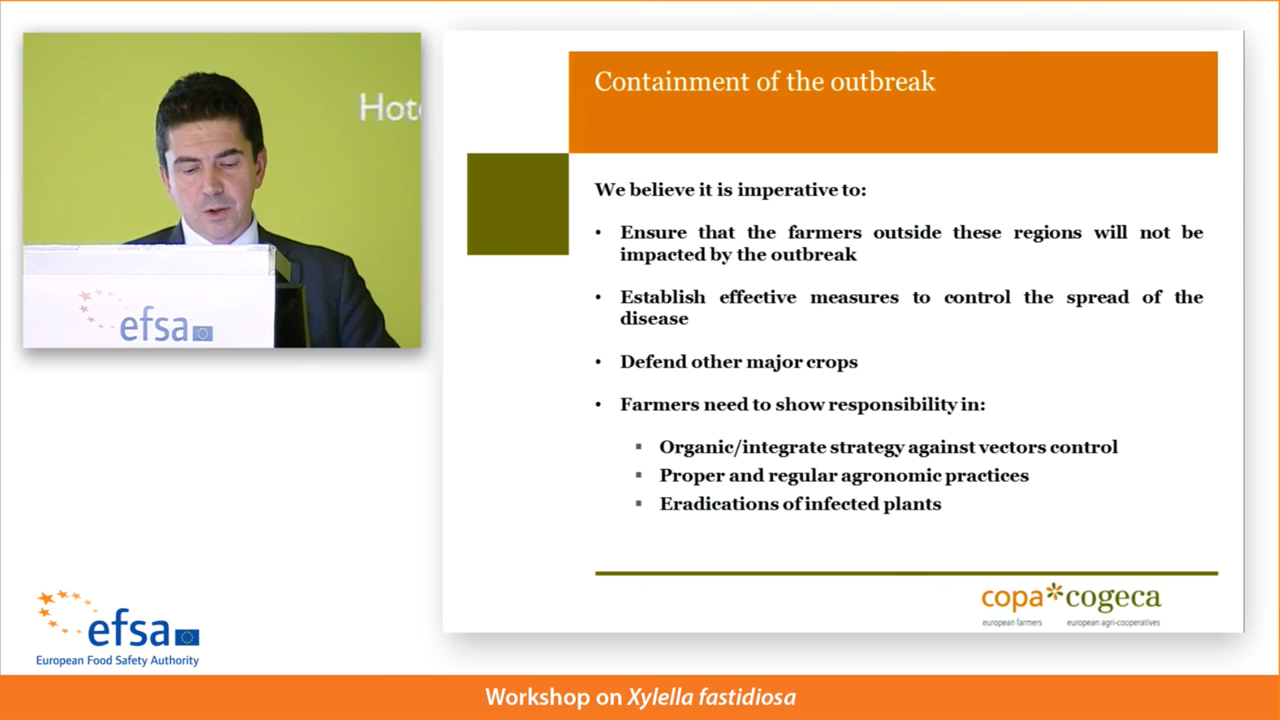 Hot
efsa
Containment of the outbreak
We believe it is imperative to:
• Ensure that the farmers outside these regions will not be
impacted by the outbreak
• Establish effective measures to control the spread of the
disease
• Defend other major crops
• Farmers need to show responsibility in:
▪ Organic/integrate strategy against vectors control
▪ Proper and regular agronomic practices
▪ Eradications of infected plants
copa*cogeca
european farmers european agri-cooperatives
efsa
European Food Safety Authority
Workshop on Xylella fastidiosa